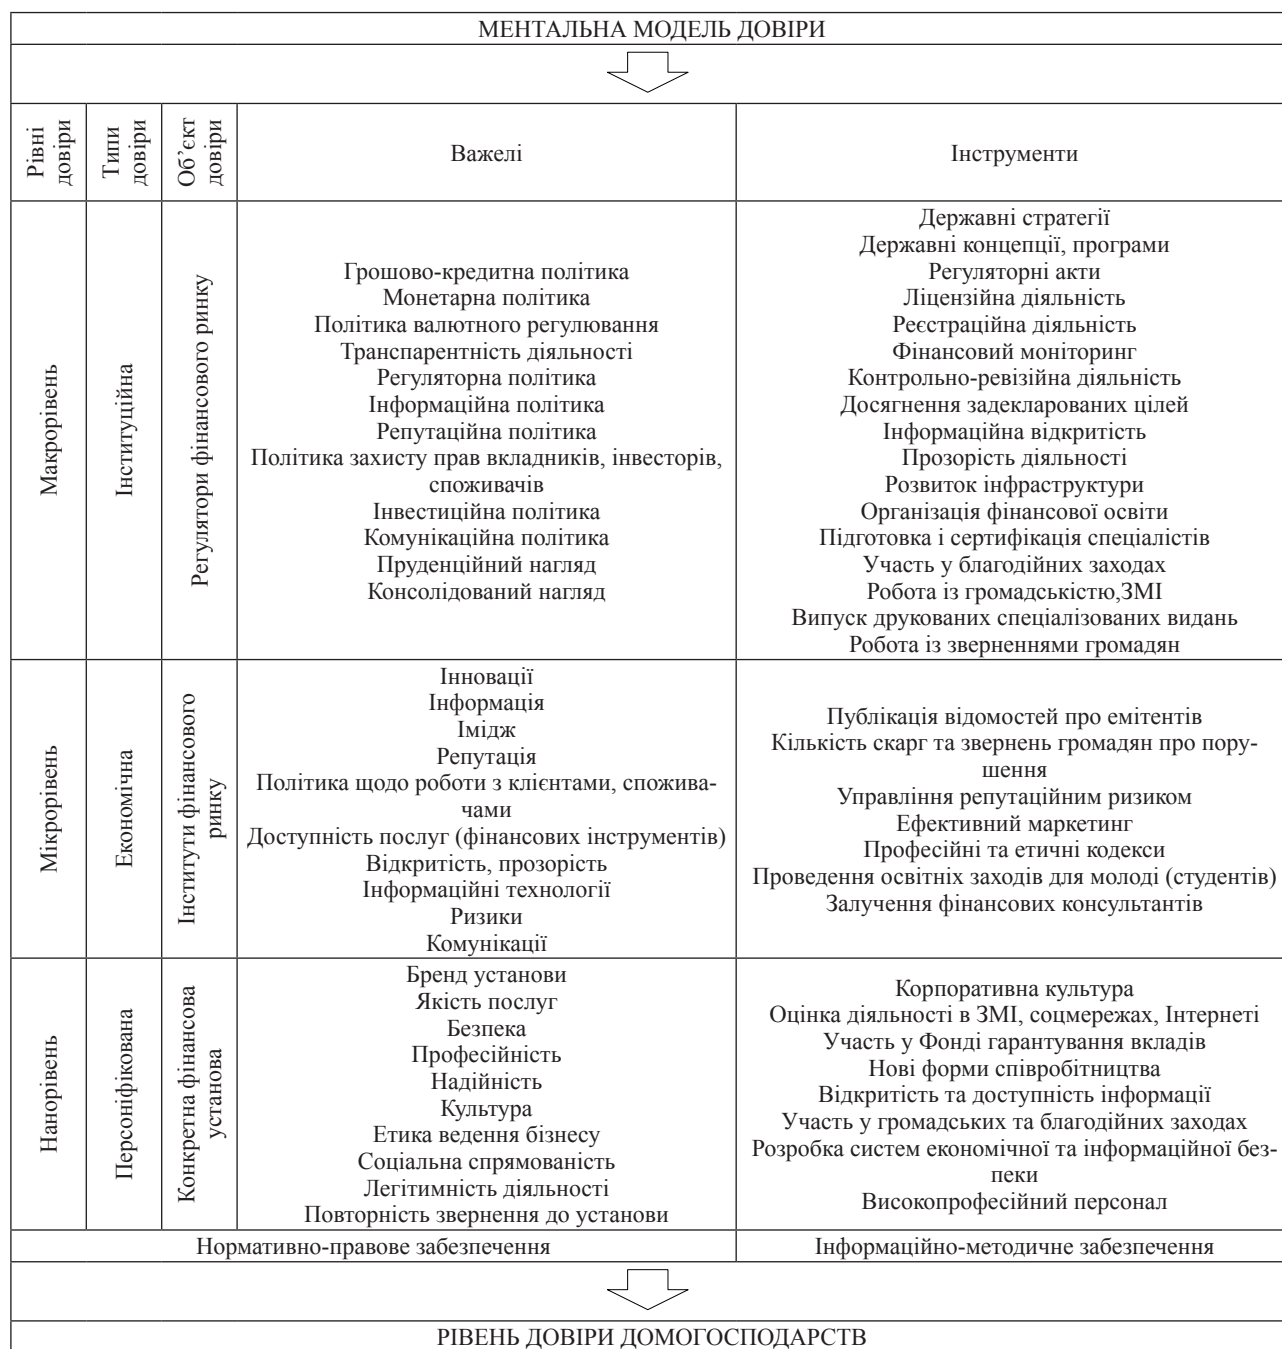 МЕНТАЛЬНА МОДЕЛЬ ДОВІРИ
Рівні
довіри
Типи
довіри
Об’єкт
довіри
Важелі
Інструменти
Макрорівень
Інституційна
Регулятори фінансового ринку
Грошово-кредитна політика
Монетарна політика
Політика валютного регулювання
Транспарентність діяльності
Регуляторна політика
Інформаційна політика
Репутаційна політика
Політика захисту прав вкладників, інвесторів,
споживачів
Інвестиційна політика
Комунікаційна політика
Пруденційний нагляд
Консолідований нагляд
Державні стратегії
Державні концепції, програми
Регуляторні акти
Ліцензійна діяльність
Реєстраційна діяльність
Фінансовий моніторинг
Контрольно-ревізійна діяльність
Досягнення задекларованих цілей
Інформаційна відкритість
Прозорість діяльності
Розвиток інфраструктури
Організація фінансової освіти
Підготовка і сертифікація спеціалістів
Участь у благодійних заходах
Робота із громадськістю,ЗМІ
Випуск друкованих спеціалізованих видань
Робота із зверненнями громадян
Мікрорівень
Економічна
Інститути фінансового
ринку
Інновації
Інформація
Імідж
Репутація
Політика щодо роботи з клієнтами, спожива-
чами
Доступність послуг (фінансових інструментів)
Відкритість, прозорість
Інформаційні технології
Ризики
Комунікації
Публікація відомостей про емітентів
Кількість скарг та звернень громадян про пору-
шення
Управління репутаційним ризиком
Ефективний маркетинг
Професійні та етичні кодекси
Проведення освітніх заходів для молоді (студентів)
Залучення фінансових консультантів
Нанорівень
Персоніфікована
Конкретна фінансова
установа
Бренд установи
Якість послуг
Безпека
Професійність
Надійність
Культура
Етика ведення бізнесу
Соціальна спрямованість
Легітимність діяльності
Повторність звернення до установи
Корпоративна культура
Оцінка діяльності в ЗМІ, соцмережах, Інтернеті
Участь у Фонді гарантування вкладів
Нові форми співробітництва
Відкритість та доступність інформації
Участь у громадських та благодійних заходах
Розробка систем економічної та інформаційної без-
пеки
Високопрофесійний персонал
Нормативно-правове забезпечення
Інформаційно-методичне забезпечення
РІВЕНЬ ДОВІРИ ДОМОГОСПОДАРСТВ